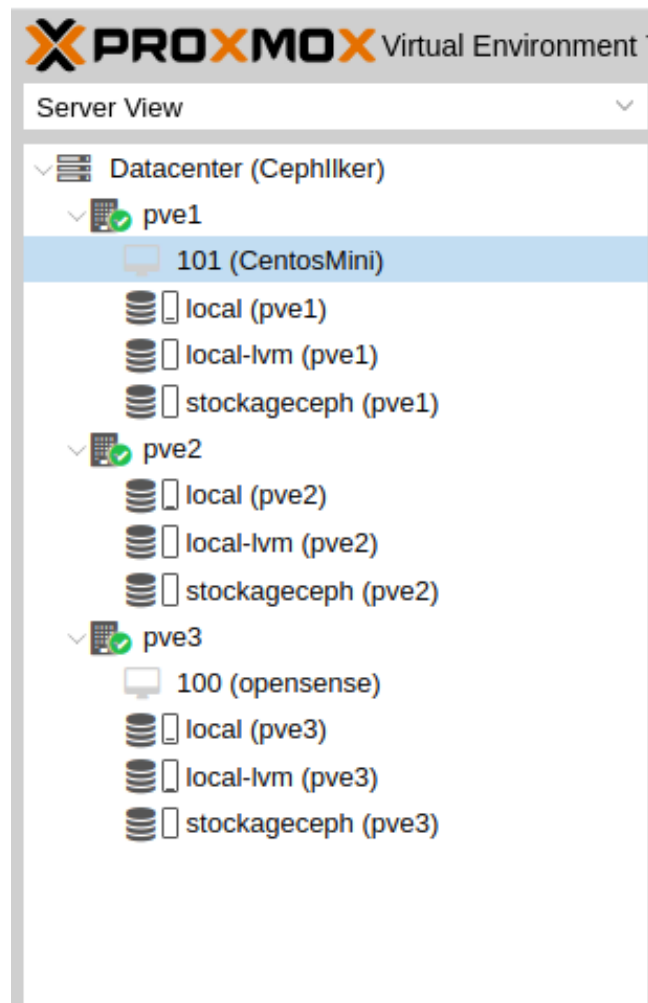 PROXMOX Virtual Environment
Server View
Datacenter (CephIlker)
pve1
101 (CentosMini)
local (pve1)
local-lvm (pve1)
stockageceph (pve1)
pve2
local (pve2)
local-lvm (pve2)
stockageceph (pve2)
pve3
100 (opensense)
local (pve3)
local-lvm (pve3)
stockageceph (pve3)